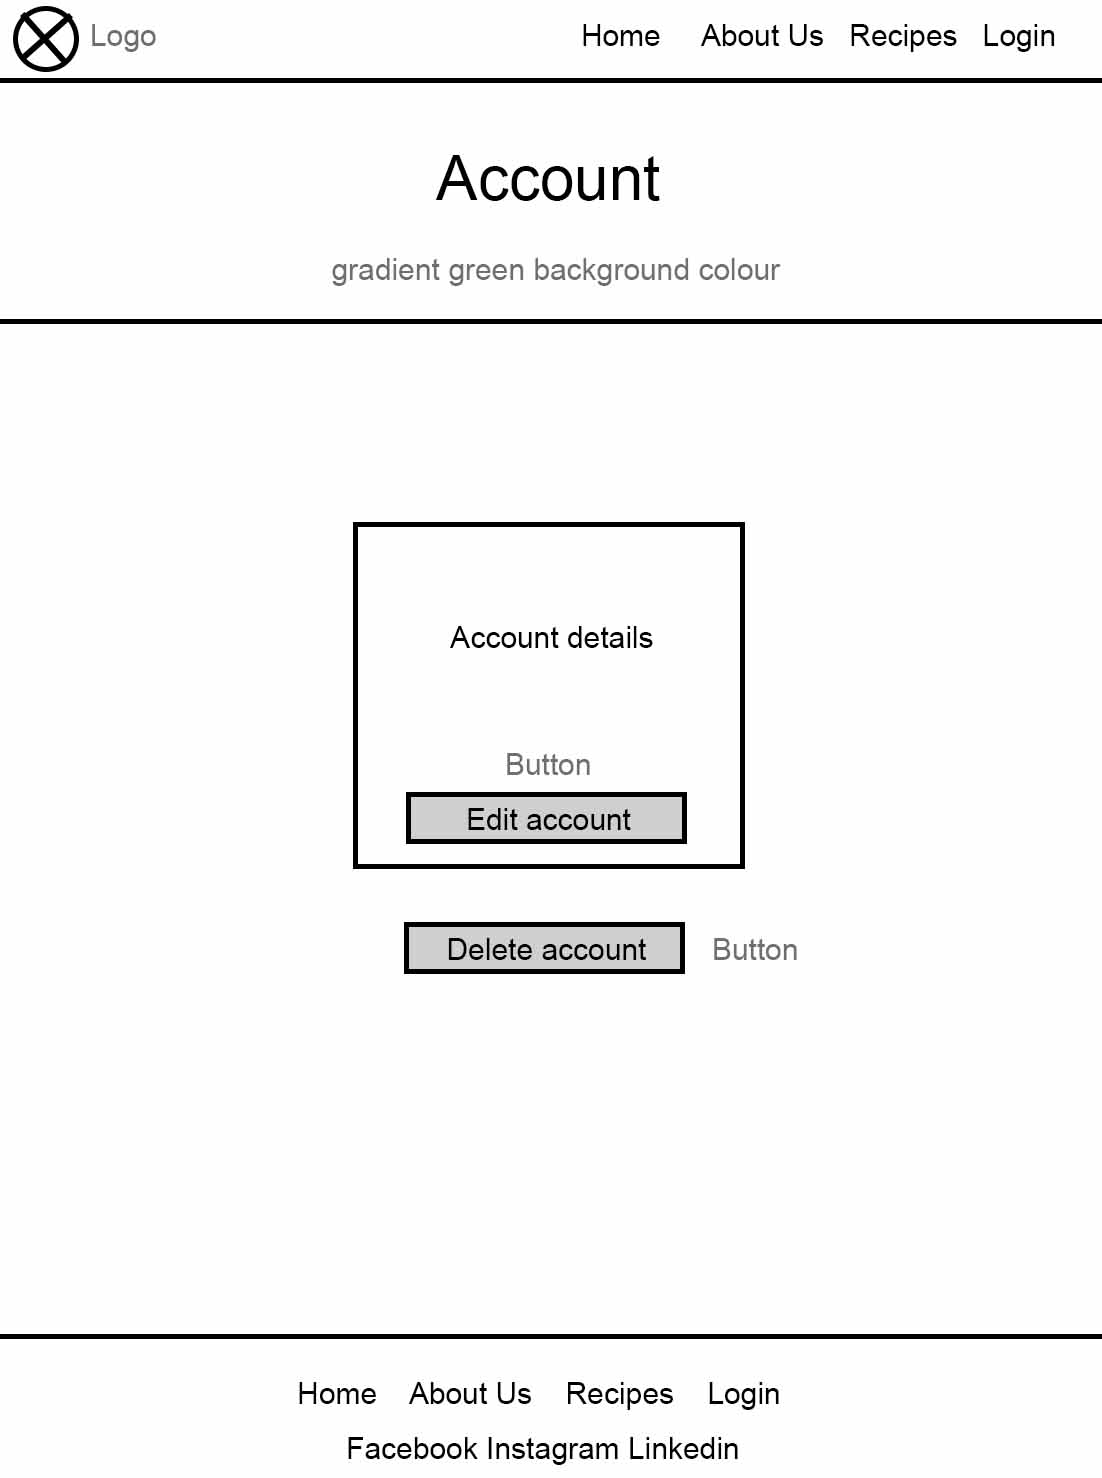 Logo Home About Us Recipes Login
Account
gradient green background colour
Account details
Button
Edit account
Delete account Button
Home About Us Recipes Login
Facebook Instagram Linkedin